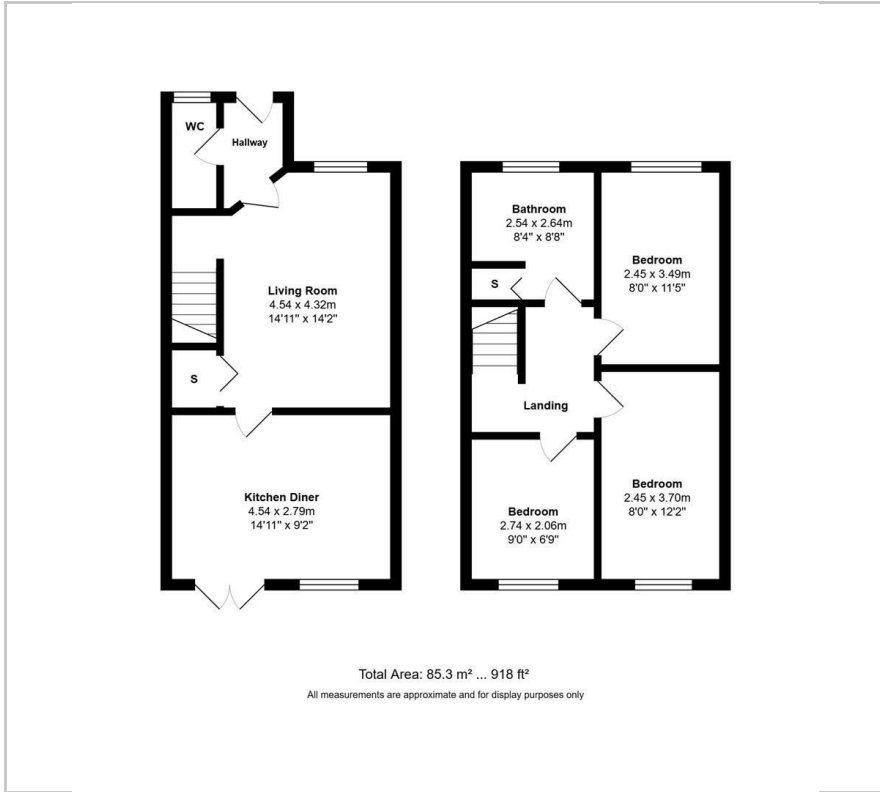 WC
Hallway
Living Room
4.54 x 4.32m
14'11" x 14'2"
S
Kitchen Diner
4.54 x 2.79m
14'11" x 9'2"
Bathroom
2.54 x 2.64m
8'4" x 8'8"
S
Bedroom
2.45 x 3.49m
8'0" x 11'5"
Landing
Bedroom
2.74 x 2.06m
9'0" x 6'9"
Bedroom
2.45 x 3.70m
8'0" x 12'2"
Total Area: 85.3 m² ... 918 ft²
All measurements are approximate and for display purposes only